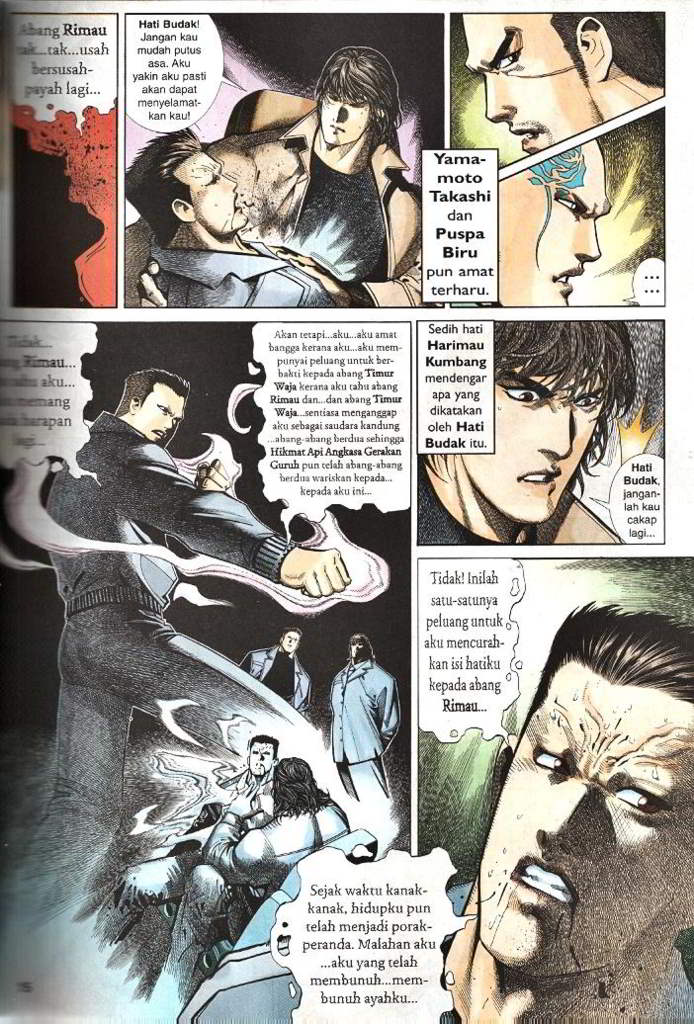 Abang Rimau
tak...tak...usah
bersusah-
payah lagi...
Hati Budak!
Jangan kau
mudah putus
asa. Aku
yakin aku pasti
akan dapat
menyelamat-
kan kau!
Yama-
moto
Takashi
dan
Puspa
Biru
pun amat
terharu.
...
...
Tidak...
Rimau...
aku...
memang
harapan
lagi...
Akan tetapi...aku...aku amat
bangga kerana aku...aku mem-
punyai peluang untuk ber-
bakti kepada abang Timur
Waja kerana aku tahu abang
Rimau dan...dan abang Timur
Waja...sentiasa menganggap
aku sebagai saudara kandung
...abang-abang berdua sehingga
Hikmat Api Angkasa Gerakan
Guruh pun telah abang-abang
berdua wariskan kepada...
kepada aku ini...
Sedih hati
Harimau
Kumbang
mendengar
apa yang
dikatakan
oleh Hati
Budak itu.
Hati
Budak,
jangan-
lah kau
cakap
lagi...
Tidak! Inilah
satu-satunya
peluang untuk
aku mencurah-
kan isi hatiku
kepada abang
Rimau...
Sejak waktu kanak-
kanak, hidupku pun
telah menjadi porak-
peranda. Malahan aku
...aku yang telah
membunuh...mem-
bunuh ayahku...